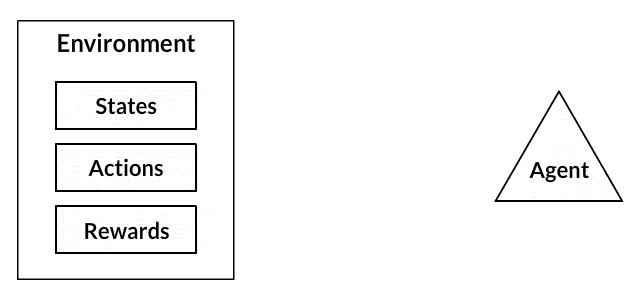 Environment
States
Actions
Rewards
Agent